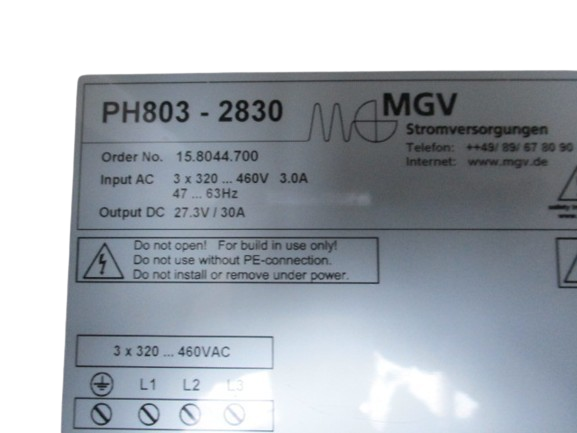 PH803 - 2830
MGV
Stromversorgungen
Telefon: ++49/ 89/ 67 80 90
Internet: www.mgv.de
Order No. 15.8044.700
Input AC 3 x 320 ... 460V 3.0A
47 ... 63Hz
Output DC 27.3V / 30A
Do not open! For build in use only!
Do not use without PE-connection.
Do not install or remove under power.
3 x 320 ... 460VAC
L1 L2 L3